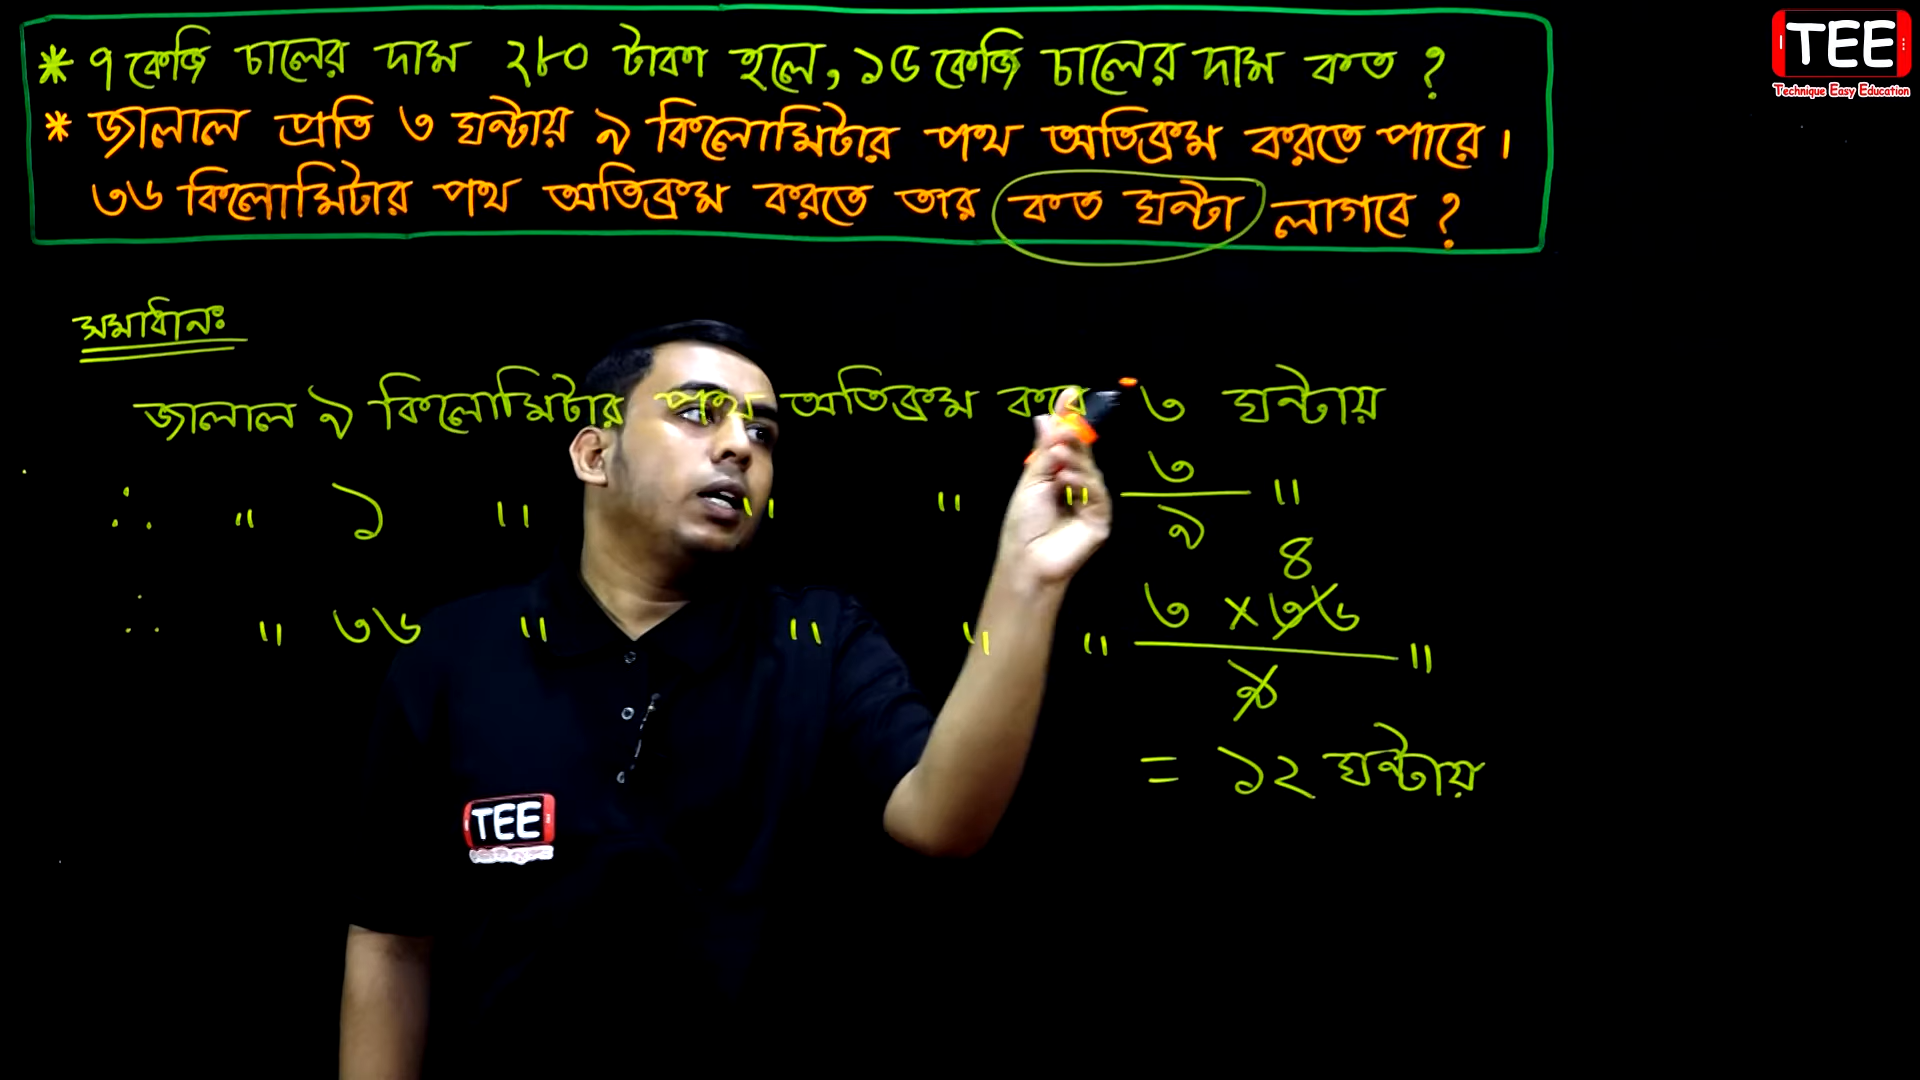 * ৭ কেজি চালের দাম ২৮০ টাকা হলে, ১৫ কেজি চালের দাম কত ?
TEE
Technique Easy Education
* জালাল প্রতি ৩ ঘন্টায় ৯ কিলোমিটার পথ অতিক্রম করতে পারে।
৩৬ কিলোমিটার পথ অতিক্রম করতে তার কত ঘন্টা লাগবে ?
সমাধানঃ
জালাল ৯ কিলোমিটার পথ অতিক্রম করে ৩ ঘন্টায়
∴ " ১ " " " " ৩/৯ "
৪
∴ " ৩৬ " " " " ৩ × ৩৬/৯ "
= ১২ ঘন্টায়
TEE